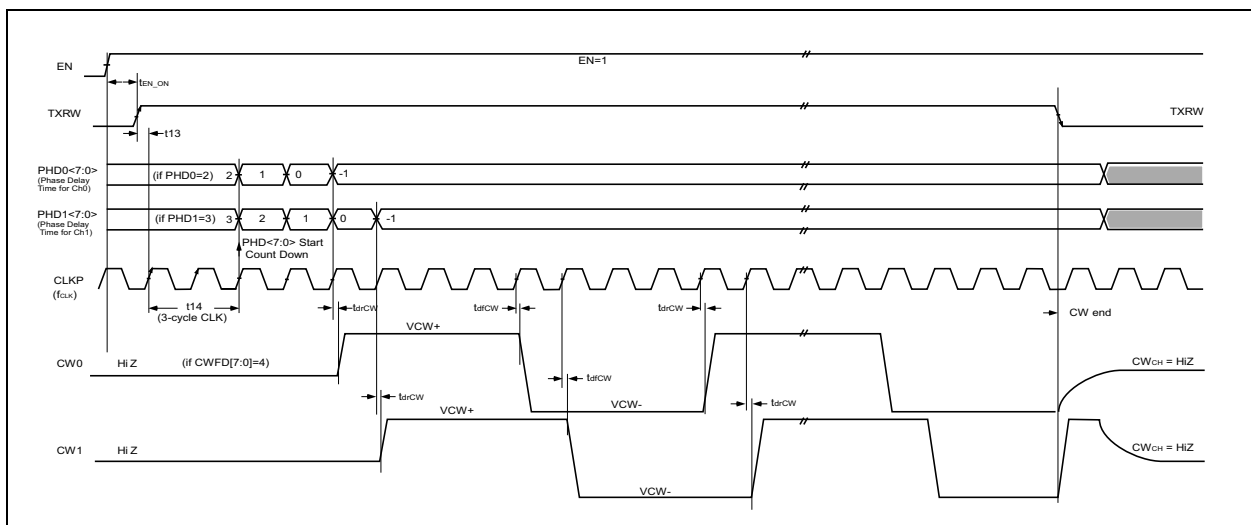 EN
EN=1
tEN_ON
TXRW
TXRW
t13
PHD0<7:0>
(Phase Delay
Time for Ch0)
(if PHD0=2) 2 1 0 -1
PHD1<7:0>
(Phase Delay
Time for Ch1)
(if PHD1=3) 3 2 1 0 -1
PHD<7:0> Start
Count Down
CLKP
(fCLK)
t14
(3-cycle CLK)
tdrCW
tdfCW
tdrCW
CW end
VCW+
CW0
Hi Z
(if CWFD[7:0]=4)
tdfCW
CWCH = HiZ
tdrCW
VCW+
VCW-
tdrCW
CW1
Hi Z
CWCH = HiZ
VCW-